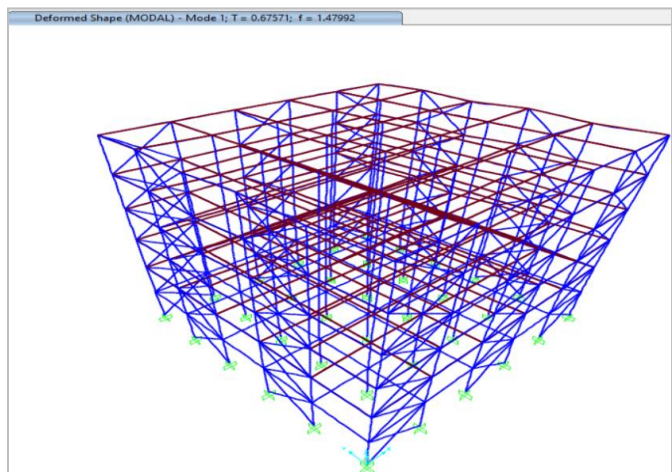 Deformed Shape (MODAL) - Mode 1; T = 0.67571; f = 1.47992